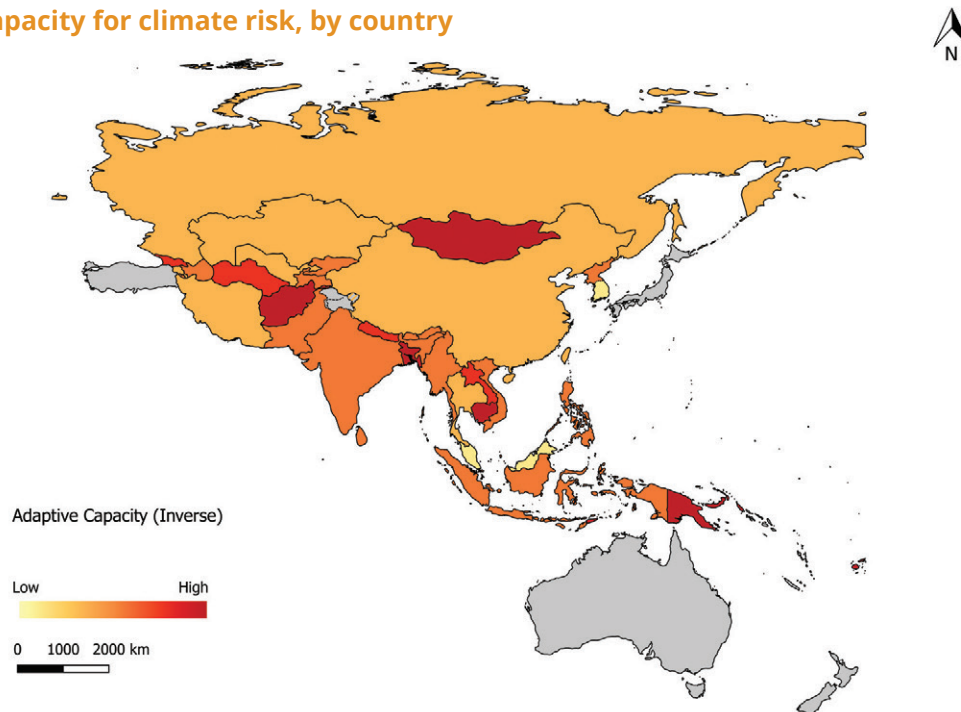 apacity for climate risk, by country
N
Adaptive Capacity (Inverse)
Low High
0 1000 2000 km